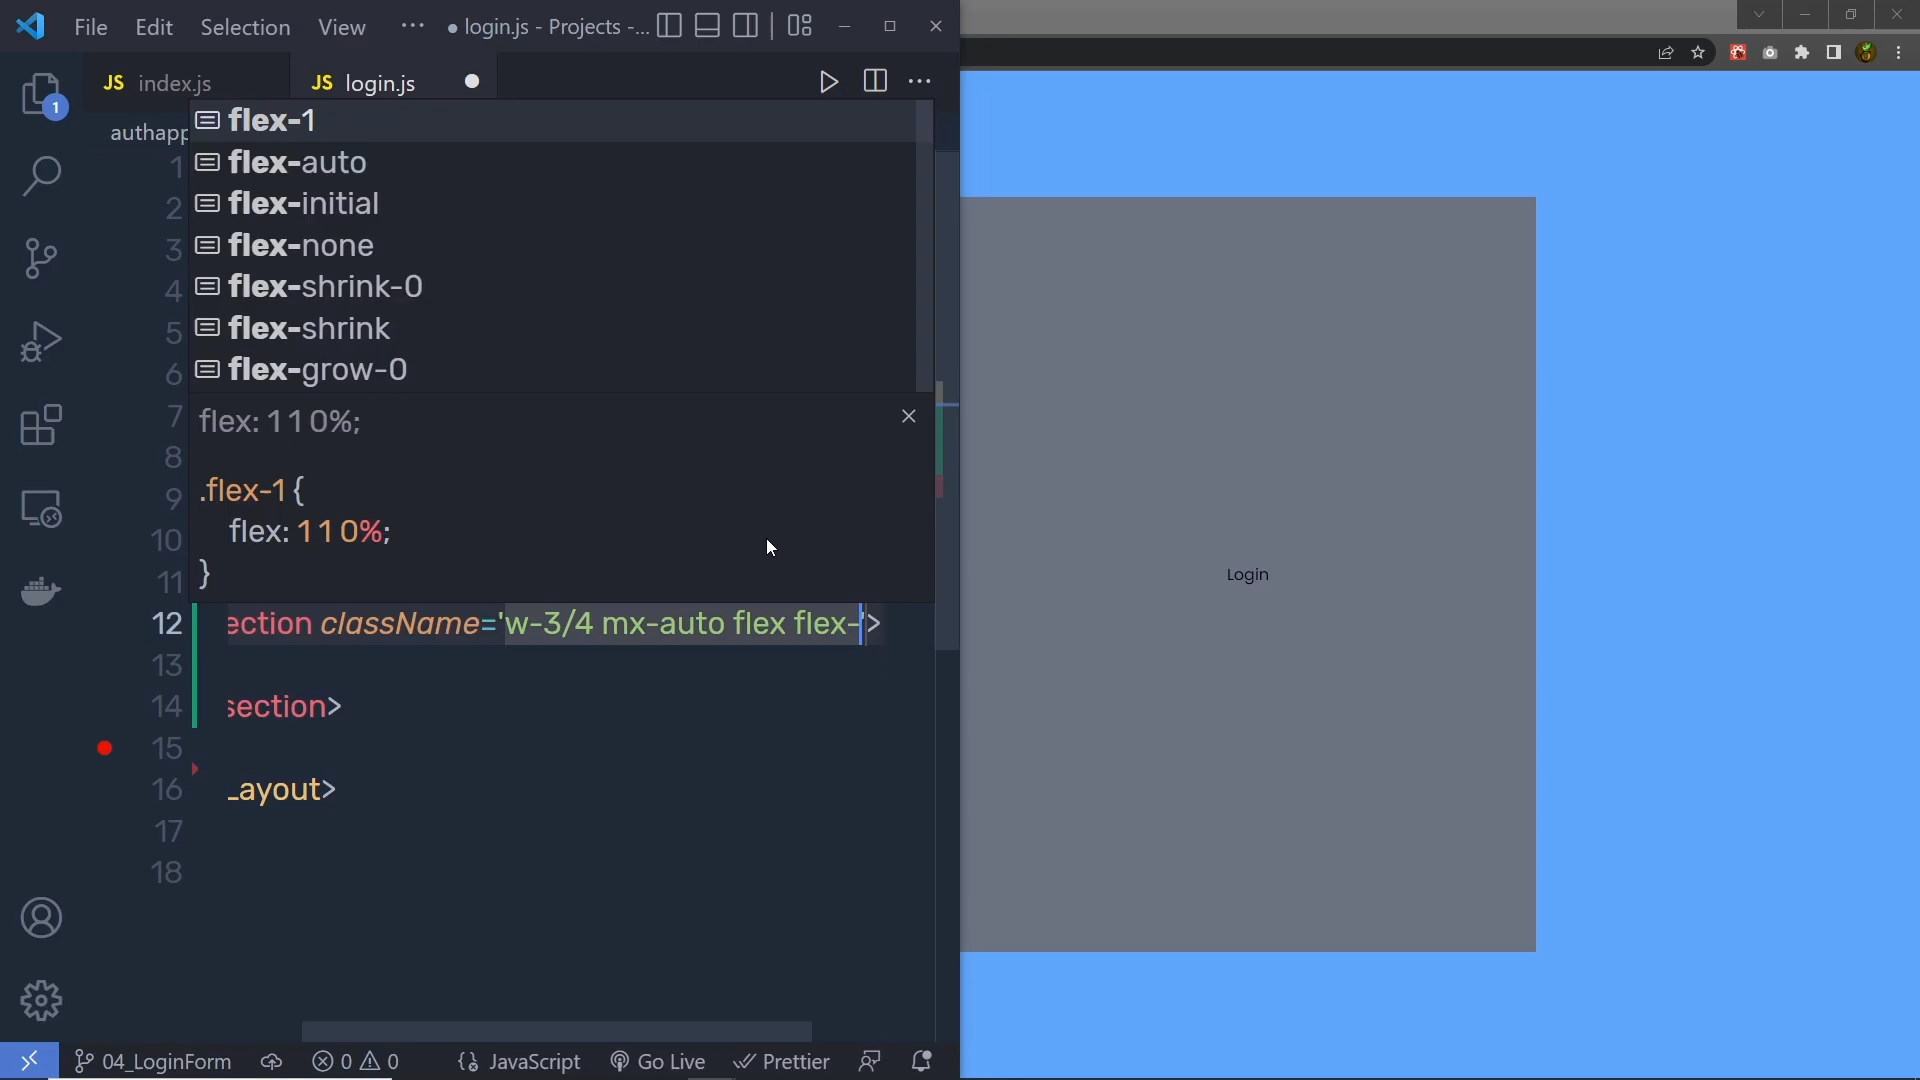 File Edit Selection View ··· ● login.js - Projects -...
JS index.js JS login.js
authapp
flex-1
flex-auto
flex-initial
flex-none
flex-shrink-0
flex-shrink
flex-grow-0
flex: 1 1 0%;
.flex-1 {
flex: 1 1 0%;
}
1
2
3
4
5
6
7
8
9
10
11
12 ection className='w-3/4 mx-auto flex flex-'>
13
14 section>
15
16 Layout>
17
18
1
Login
04_LoginForm 0 0 JavaScript Go Live Prettier